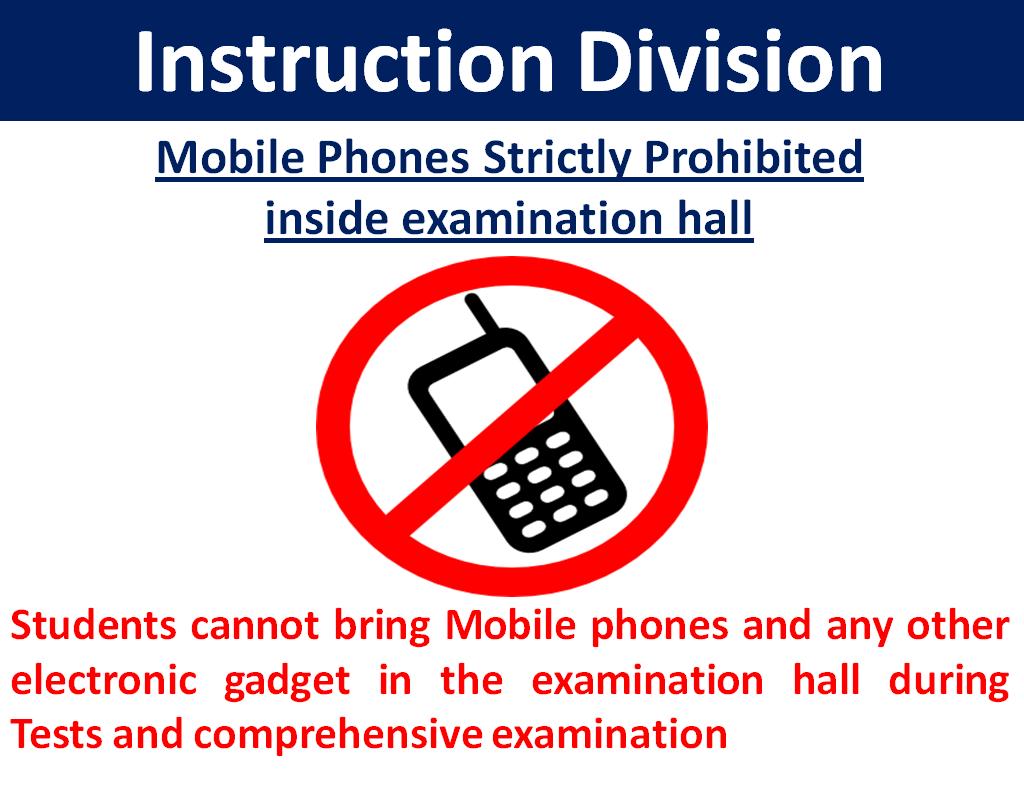 Instruction Division
Mobile Phones Strictly Prohibited
inside examination hall
Students cannot bring Mobile phones and any other
electronic gadget in the examination hall during
Tests and comprehensive examination